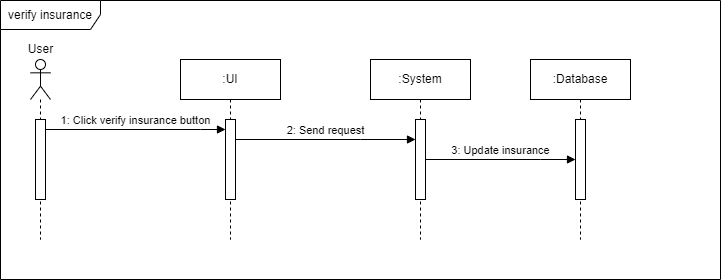 verify insurance
User
:UI
:System
:Database
1: Click verify insurance button
2: Send request
3: Update insurance